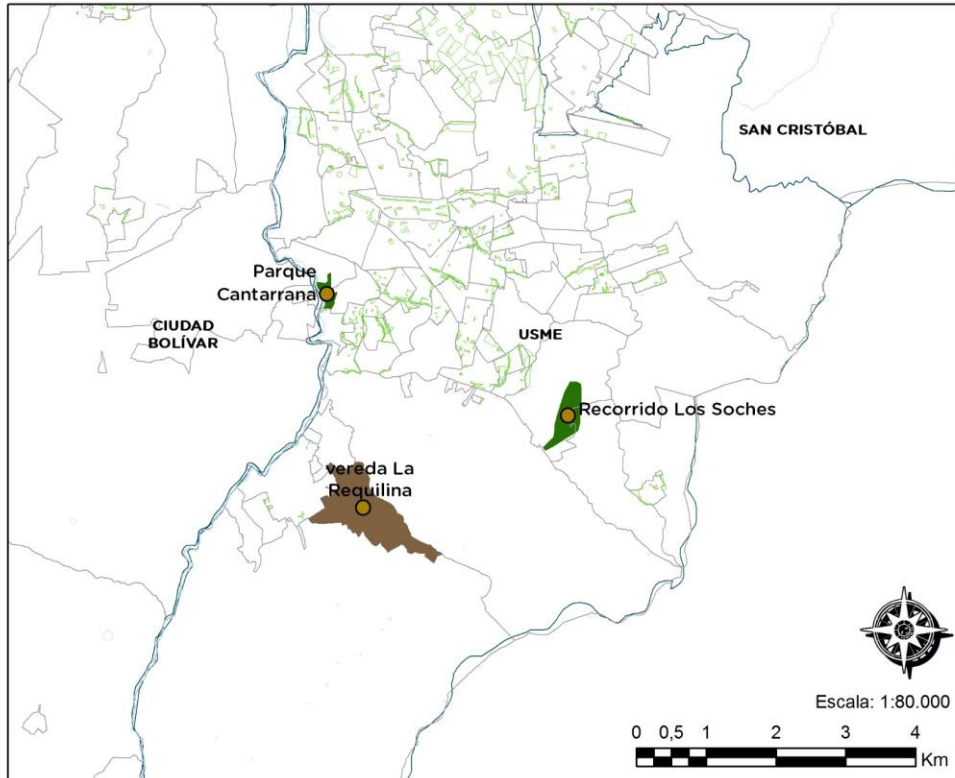 SAN CRISTÓBAL
Parque
Cantarrana
CIUDAD
BOLÍVAR
USME
Recorrido Los Soches
vereda La
Requilina
Escala: 1:80.000
0 0,5 1 2 3 4
Km